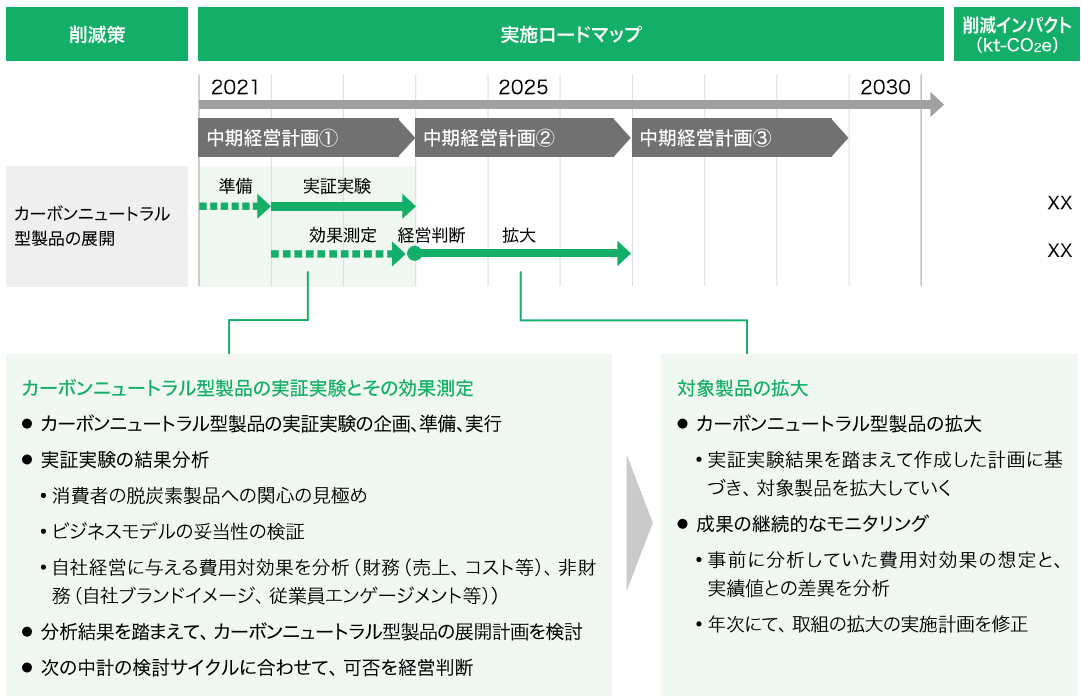 削減策
実施ロードマップ
削減インパクト
（kt-CO2e）
2021
2025
2030
中期経営計画①
中期経営計画②
中期経営計画③
カーボンニュートラル
型製品の展開
準備
実証実験
XX
効果測定
経営判断
拡大
XX
カーボンニュートラル型製品の実証実験とその効果測定
● カーボンニュートラル型製品の実証実験の企画、準備、実行
● 実証実験の結果分析
・消費者の脱炭素製品への関心の見極め
・ビジネスモデルの妥当性の検証
・自社経営に与える費用対効果を分析（財務（売上、コスト等）、非財
務（自社ブランドイメージ、従業員エンゲージメント等））
● 分析結果を踏まえて、カーボンニュートラル型製品の展開計画を検討
● 次の中計の検討サイクルに合わせて、可否を経営判断
対象製品の拡大
● カーボンニュートラル型製品の拡大
・実証実験結果を踏まえて作成した計画に基
づき、対象製品を拡大していく
● 成果の継続的なモニタリング
・事前に分析していた費用対効果の想定と、
実績値との差異を分析
・年次にて、取組の拡大の実施計画を修正